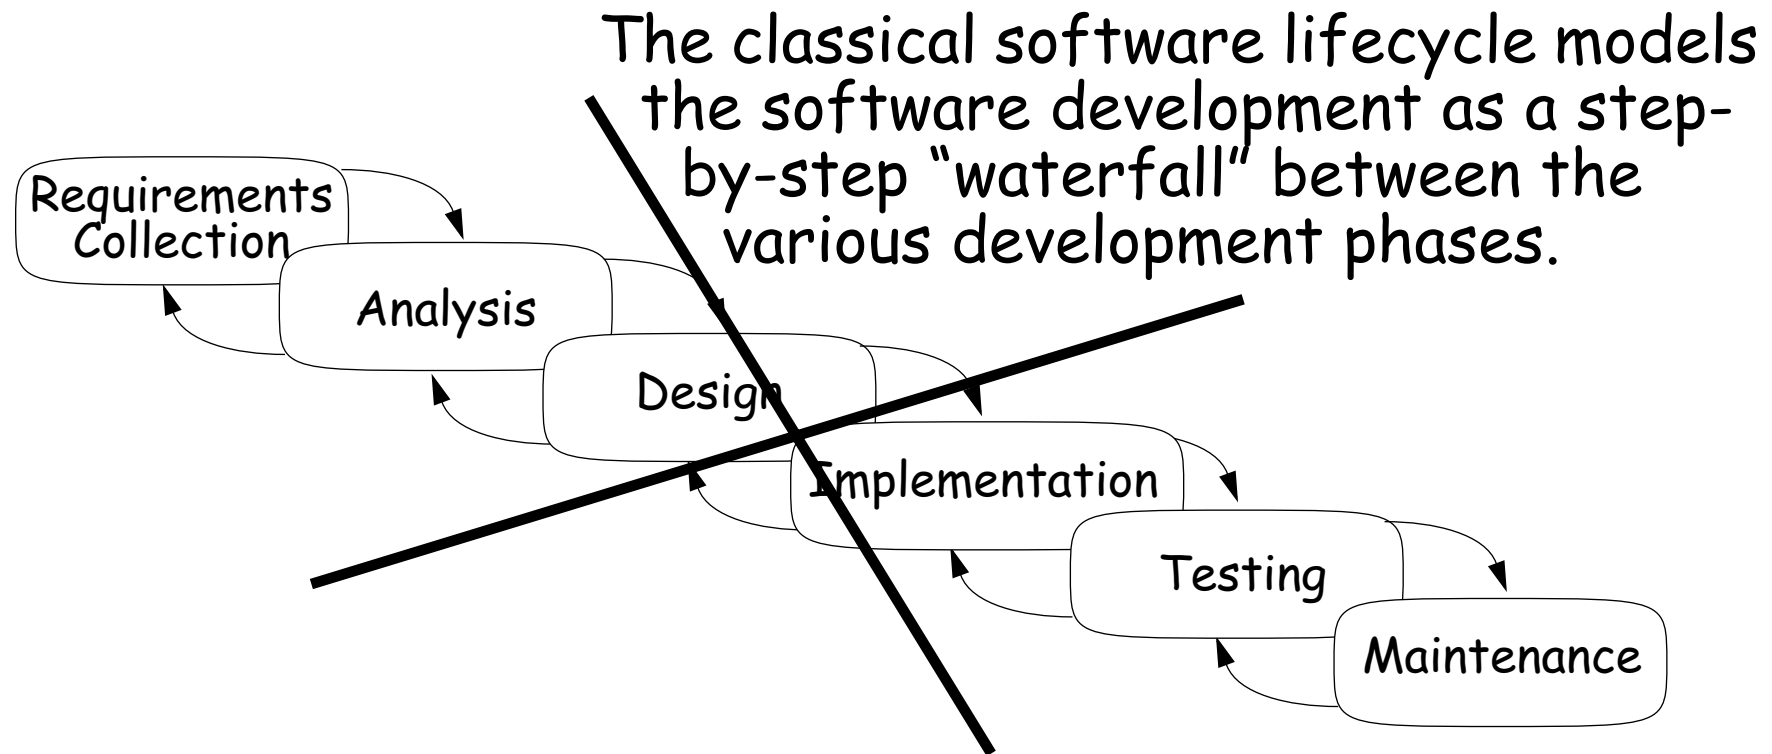 The classical software lifecycle models
the software development as a step-
by-step “waterfall” between the
various development phases.
Requirements
Collection
Analysis
Design
Implementation
Testing
Maintenance